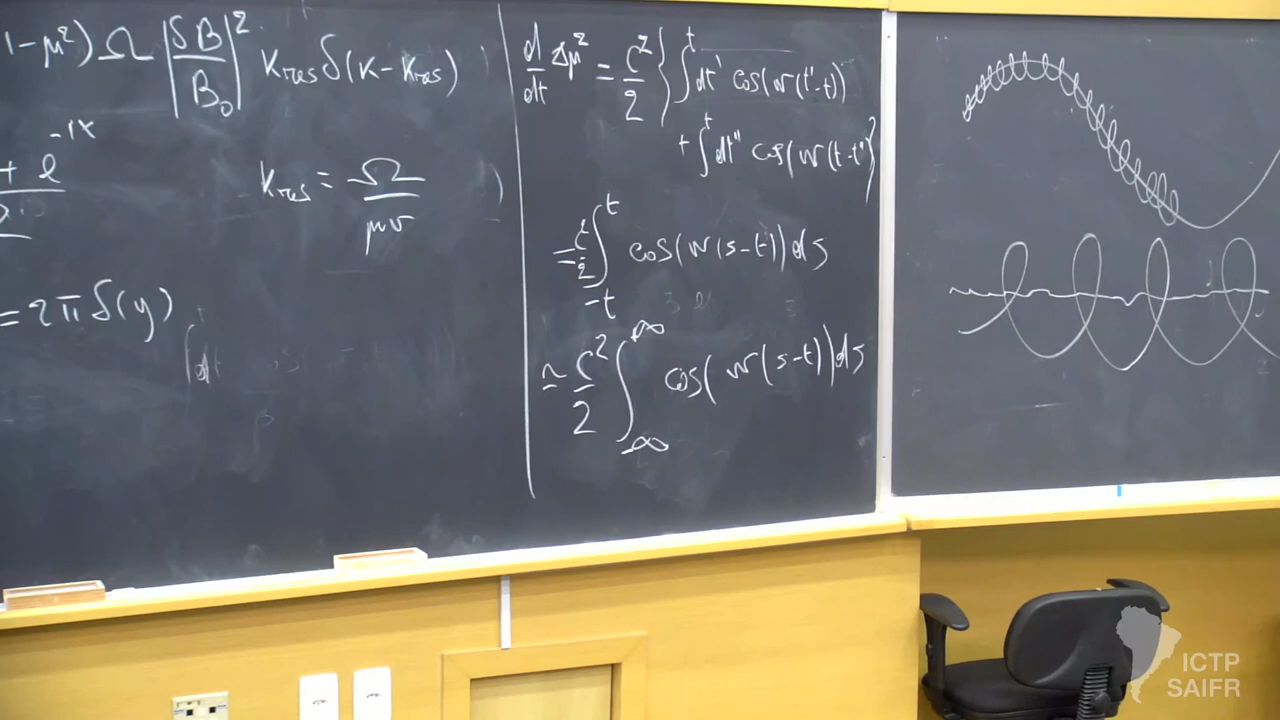 1-μ²) Ω |δB/B₀|² k_res δ(k - k_res)
+ e^{-ix}
/2
k_res = Ω/μv
= 2π δ(y)
d/dt Δμ² = C²/2 { ∫^t dt' cos(w(t'-t))
+ ∫^t dt'' cos(w(t-t'') }
= C²/2 ∫_{-t}^{t} cos(w(s-t)) ds
≃ C²/2 ∫_{-∞}^{+∞} cos(w(s-t)) ds
ICTP
SAIFR